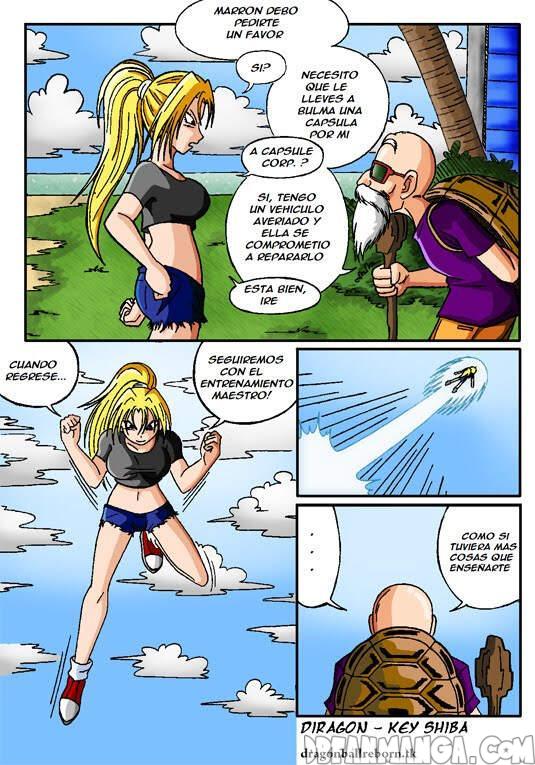 MARRON DEBO
PEDIRTE
UN FAVOR
SI?
NECESITO
QUE LE
LLEVES A
BULMA UNA
CAPSULA
POR MI
A CAPSULE
CORP. ?
SI, TENGO
UN VEHICULO
AVERIADO Y
ELLA SE
COMPROMETIO
A REPARARLO
ESTA BIEN,
IRE
CUANDO
REGRESE...
SEGUIREMOS
CON EL
ENTRENAMIENTO
MAESTRO!
.
.
.
COMO SI
TUVIERA MAS
COSAS QUE
ENSEÑARTE
DIRAGON - KEY SHIBA
dragonballreborn.tk
DREANMANGA.COM